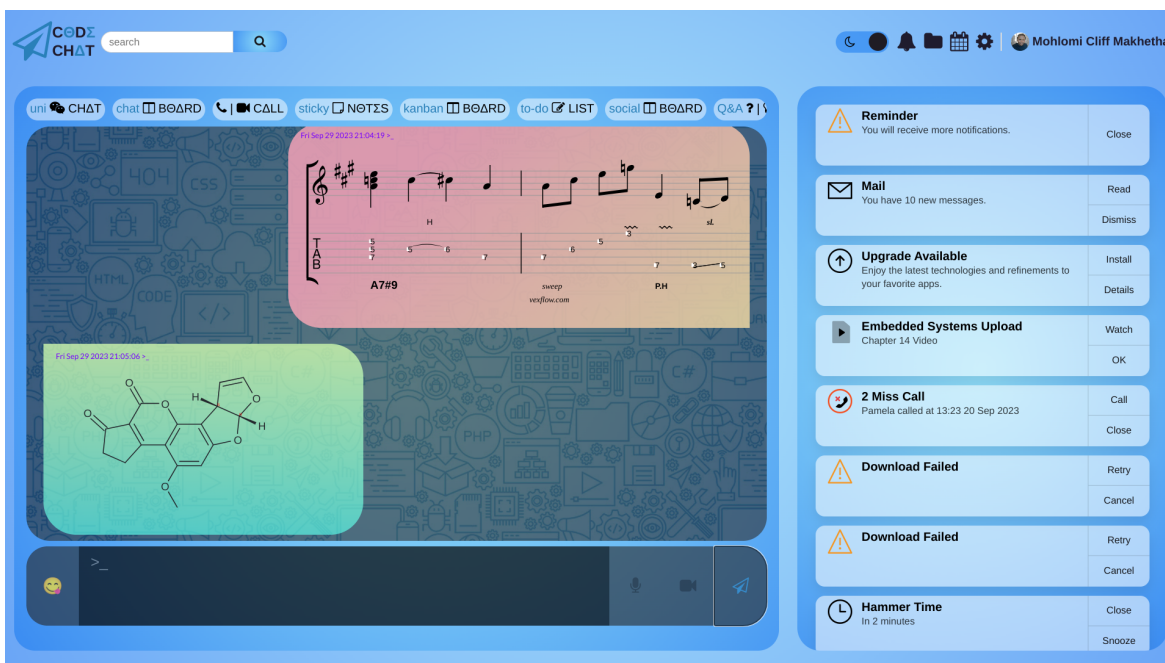 CΘDΣ
CHΔT
search
Mohlomi Cliff Makhetha
uni CHΔT
chat BΘΔRD
| CΔLL
sticky NΘTΣS
kanban BΘΔRD
to-do LIST
social BΘΔRD
Q&A ? |
Fri Sep 29 2023 21:04:19 >_
H
sl.
T
A
B
5
5
7
5
6
7
7
6
5
3
7
3
5
A7#9
sweep
P.H
vexflow.com
404
CSS
HTML
CODE
</>
C#
PHP
Fri Sep 29 2023 21:05:06 >_
O
O
O
H
O
H
O
O
>_
Reminder
You will receive more notifications.
Close
Mail
You have 10 new messages.
Read
Dismiss
Upgrade Available
Enjoy the latest technologies and refinements to
your favorite apps.
Install
Details
Embedded Systems Upload
Chapter 14 Video
Watch
OK
2 Miss Call
Pamela called at 13:23 20 Sep 2023
Call
Close
Download Failed
Retry
Cancel
Download Failed
Retry
Cancel
Hammer Time
In 2 minutes
Close
Snooze